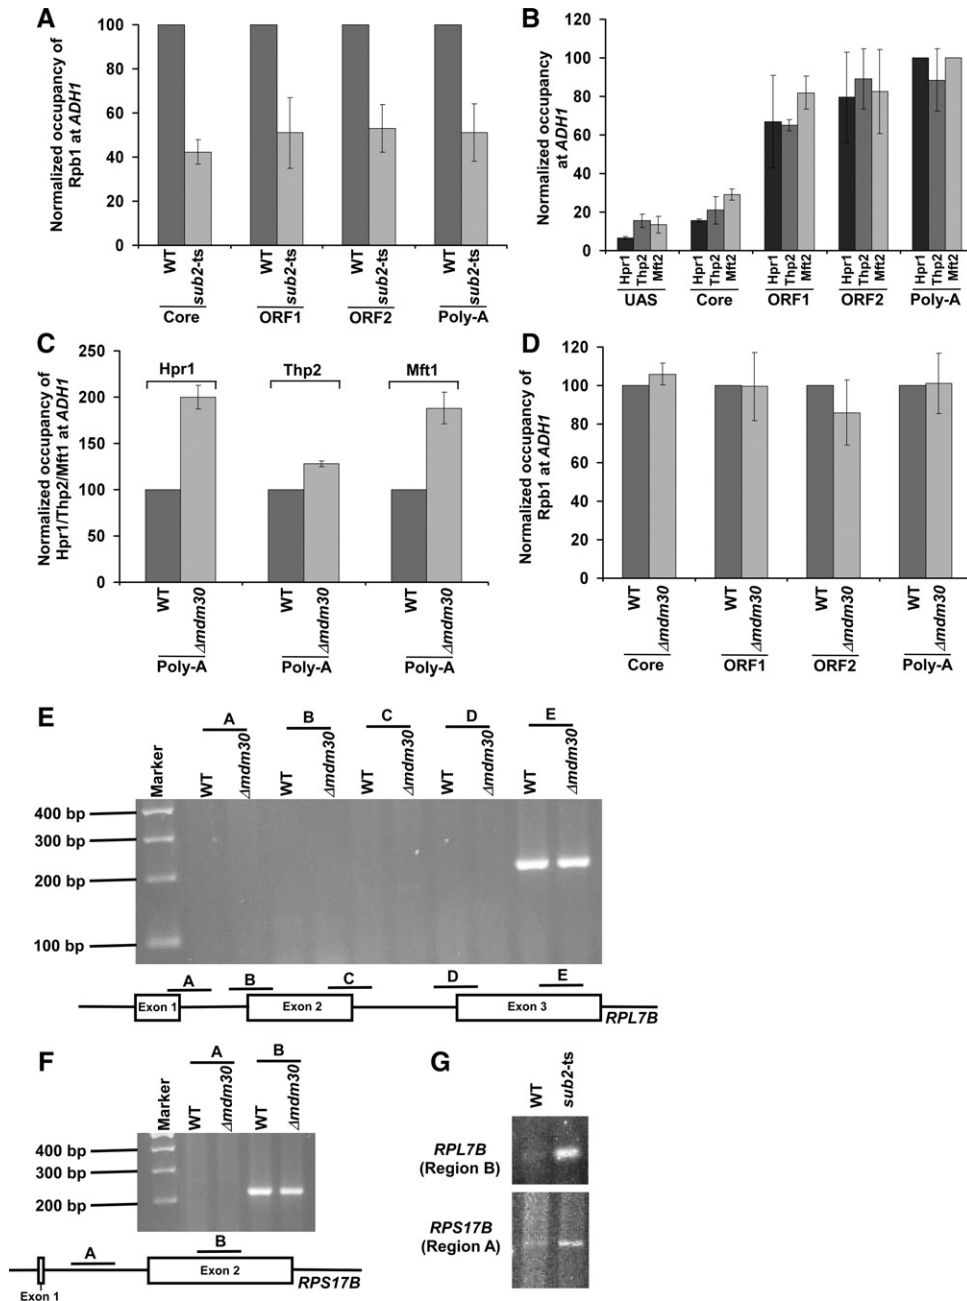 A
Normalized occupancy of
Rpb1 at ADH1
100
80
60
40
20
0
WT
sub2-ts
WT
sub2-ts
WT
sub2-ts
WT
sub2-ts
Core
ORF1
ORF2
Poly-A
B
Normalized occupancy
at ADH1
120
100
80
60
40
20
0
Hpr1
Thp2
Mft2
Hpr1
Thp2
Mft2
Hpr1
Thp2
Mft2
Hpr1
Thp2
Mft2
Hpr1
Thp2
Mft2
UAS
Core
ORF1
ORF2
Poly-A
C
Normalized occupancy of
Hpr1/Thp2/Mft1 at ADH1
250
200
150
100
50
0
Hpr1
Thp2
Mft1
WT
Δmdm30
WT
Δmdm30
WT
Δmdm30
Poly-A
Poly-A
Poly-A
D
Normalized occupancy of
Rpb1 at ADH1
120
100
80
60
40
20
0
WT
Δmdm30
WT
Δmdm30
WT
Δmdm30
WT
Δmdm30
Core
ORF1
ORF2
Poly-A
E
A
B
C
D
E
Marker
WT
Δmdm30
WT
Δmdm30
WT
Δmdm30
WT
Δmdm30
WT
Δmdm30
400 bp
300 bp
200 bp
100 bp
A
B
C
D
E
Exon 1
Exon 2
Exon 3
RPL7B
F
A
B
Marker
WT
Δmdm30
WT
Δmdm30
400 bp
300 bp
200 bp
A
B
Exon 2
RPS17B
Exon 1
G
WT
sub2-ts
RPL7B
(Region B)
RPS17B
(Region A)